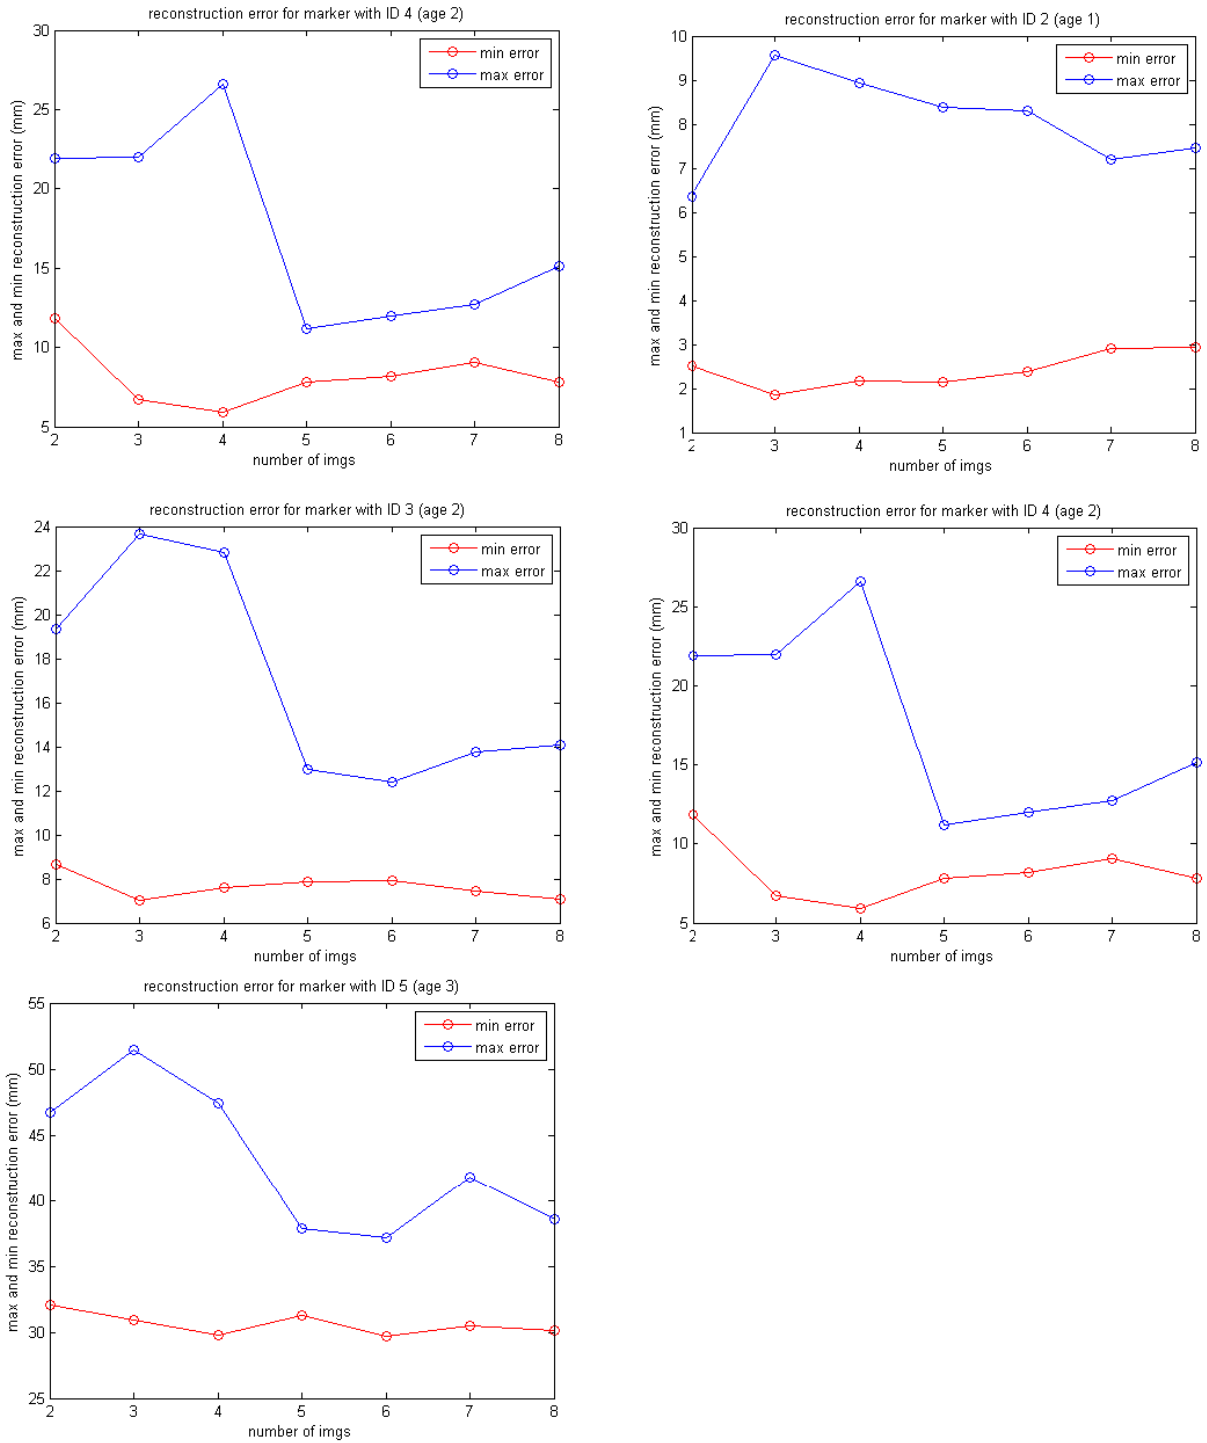 reconstruction error for marker with ID 4 (age 2)
max and min reconstruction error (mm)
30
25
20
15
10
5
min error
max error
2 3 4 5 6 7 8
number of imgs
reconstruction error for marker with ID 2 (age 1)
max and min reconstruction error (mm)
10
9
8
7
6
5
4
3
2
1
min error
max error
2 3 4 5 6 7 8
number of imgs
reconstruction error for marker with ID 3 (age 2)
max and min reconstruction error (mm)
24
22
20
18
16
14
12
10
8
6
min error
max error
2 3 4 5 6 7 8
number of imgs
reconstruction error for marker with ID 4 (age 2)
max and min reconstruction error (mm)
30
25
20
15
10
5
min error
max error
2 3 4 5 6 7 8
number of imgs
reconstruction error for marker with ID 5 (age 3)
max and min reconstruction error (mm)
55
50
45
40
35
30
25
min error
max error
2 3 4 5 6 7 8
number of imgs